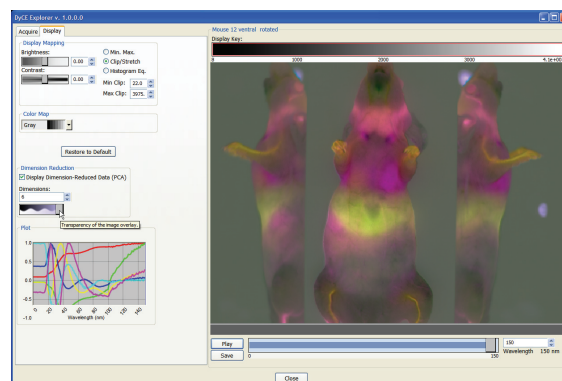 DyCE Explorer v. 1.0.0.0
Acquire Display
Display Mapping
Brightness:
0.00
Contrast:
0.00
Min. Max.
Clip/Stretch
Histogram Eq.
Min Clip: 22.0
Max Clip: 3975.
Color Map
Gray
Restore to Default
Dimension Reduction
Display Dimension-Reduced Data (PCA)
Dimensions:
6
Transparency of the image overlay.
Plot
1.0
0.5
0.0
-0.5
-1.0
0 20 40 60 80 100 120 140
Wavelength (nm)
Mouse 12 ventral rotated
Display Key:
0 1000 2000 3000 4.1e+00
Play
Save
0 150
150
Wavelength 150 nm
Close